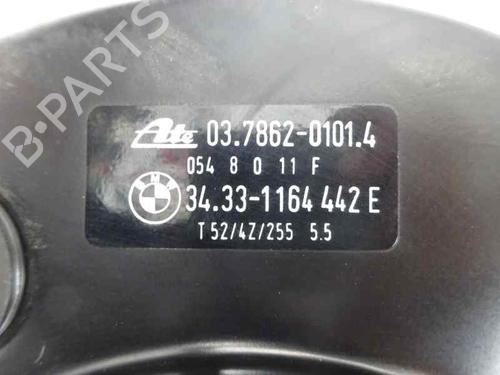 Ate 03.7862-0101.4
054 8 0 11 F
BMW 34.33-1164 442 E
T 52/4Z/255 5.5
B-PARTS